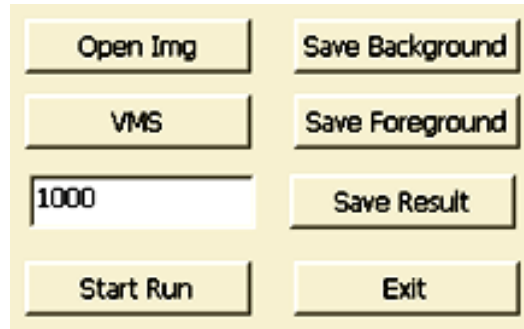 Open Img
Save Background
VMS
Save Foreground
1000
Save Result
Start Run
Exit